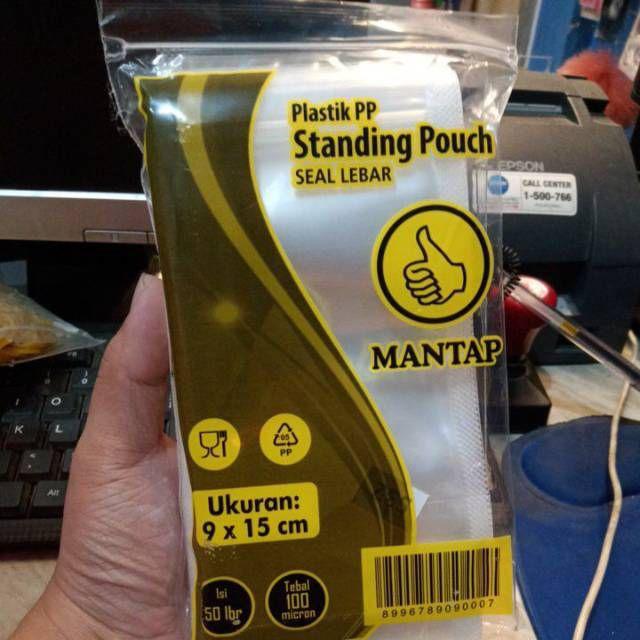 Plastik PP
Standing Pouch
SEAL LEBAR
EPSON
CALL CENTER
1-500-766
MANTAP
05
PP
Ukuran:
9 x 15 cm
Isi
50 lbr
Tebal
100
micron
8996789090007
I
O
K
L
Alt